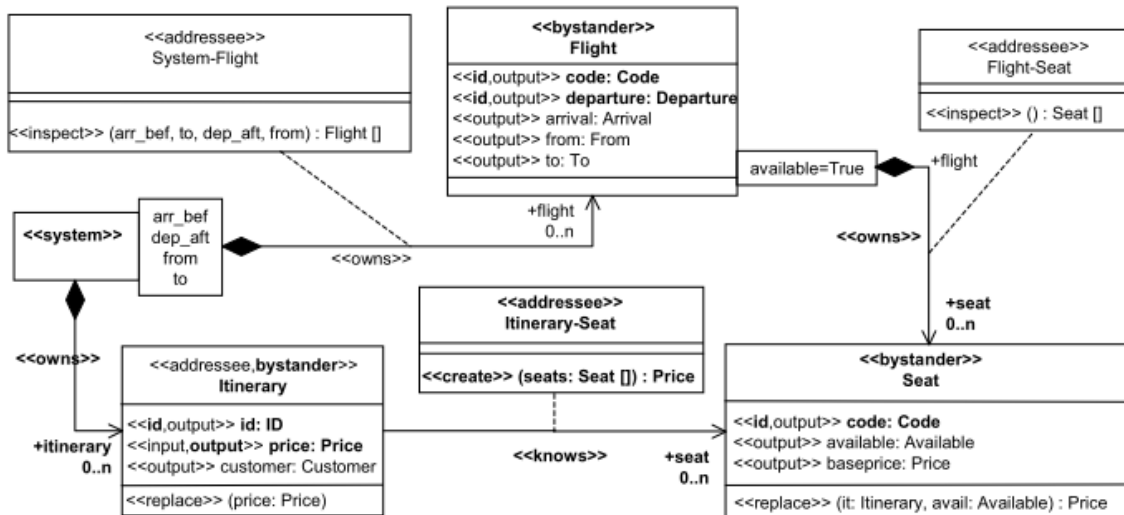 <<addressee>>
System-Flight
<<inspect>> (arr_bef, to, dep_aft, from) : Flight []
<<bystander>>
Flight
<<id,output>> code: Code
<<id,output>> departure: Departure
<<output>> arrival: Arrival
<<output>> from: From
<<output>> to: To
<<addressee>>
Flight-Seat
<<inspect>> () : Seat []
available=True
+flight
<<system>>
arr_bef
dep_aft
from
to
+flight
0..n
<<owns>>
<<owns>>
+seat
0..n
<<owns>>
<<addressee>>
Itinerary-Seat
<<create>> (seats: Seat []) : Price
<<addressee,bystander>>
Itinerary
<<id,output>> id: ID
<<input,output>> price: Price
<<output>> customer: Customer
<<replace>> (price: Price)
+itinerary
0..n
<<knows>>
+seat
0..n
<<bystander>>
Seat
<<id,output>> code: Code
<<output>> available: Available
<<output>> baseprice: Price
<<replace>> (it: Itinerary, avail: Available) : Price